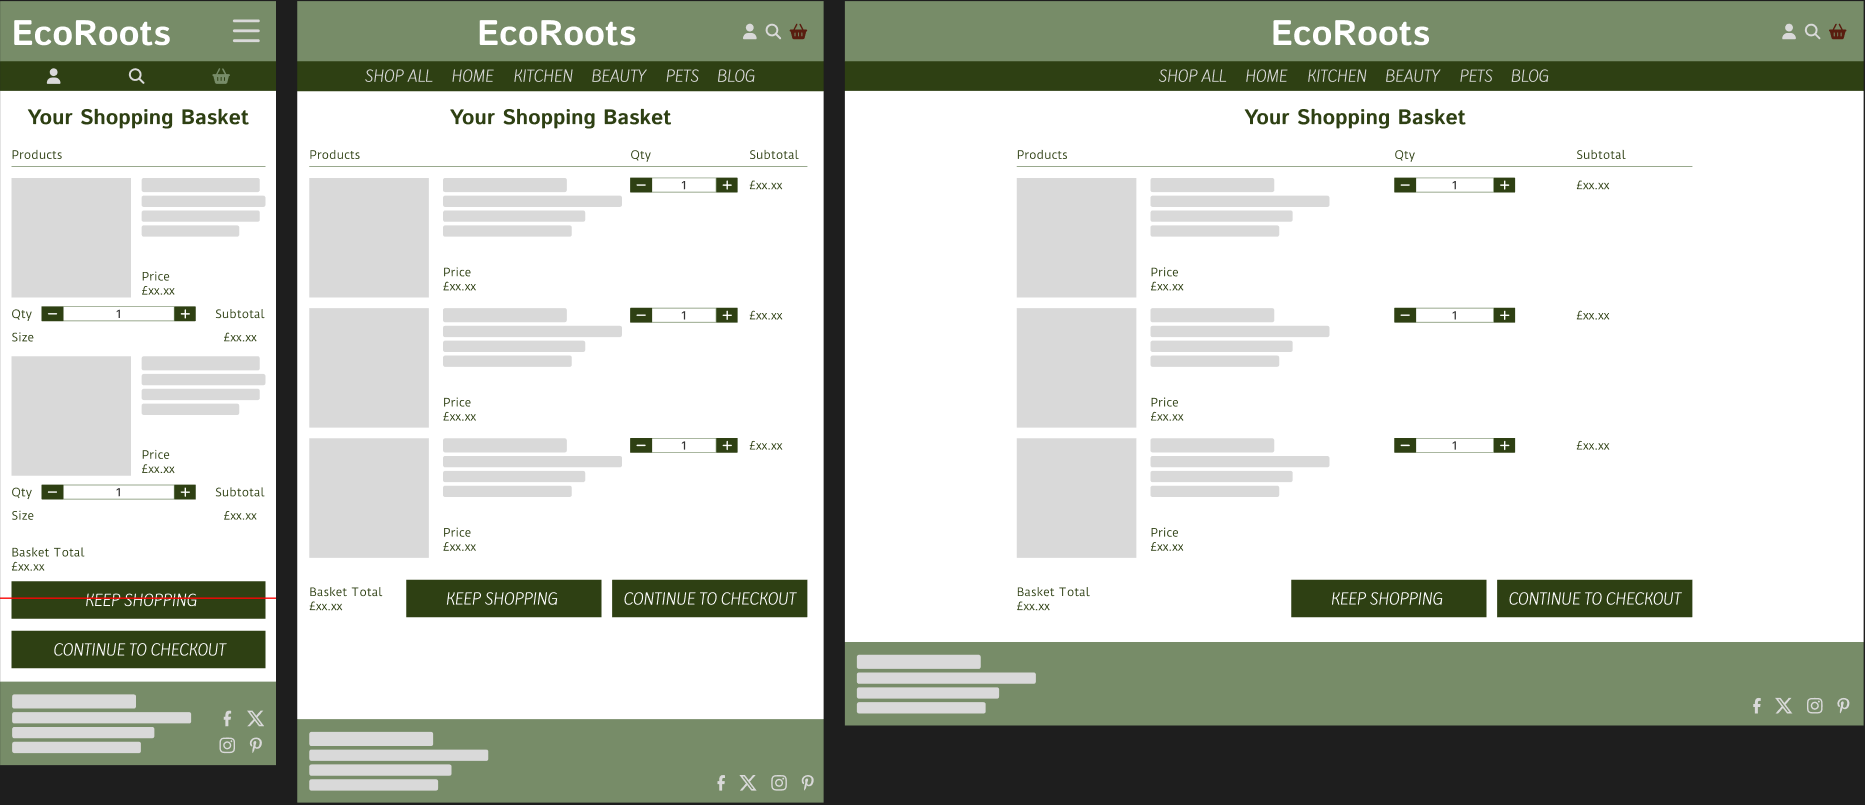 EcoRoots
Your Shopping Basket
Products
Price
£xx.xx
Qty 1 Subtotal
Size £xx.xx
Price
£xx.xx
Qty 1 Subtotal
Size £xx.xx
Basket Total
£xx.xx
KEEP SHOPPING
CONTINUE TO CHECKOUT
EcoRoots
SHOP ALL HOME KITCHEN BEAUTY PETS BLOG
Your Shopping Basket
Products Qty Subtotal
1 £xx.xx
Price
£xx.xx
1 £xx.xx
Price
£xx.xx
1 £xx.xx
Price
£xx.xx
Basket Total
£xx.xx
KEEP SHOPPING CONTINUE TO CHECKOUT
EcoRoots
SHOP ALL HOME KITCHEN BEAUTY PETS BLOG
Your Shopping Basket
Products Qty Subtotal
1 £xx.xx
Price
£xx.xx
1 £xx.xx
Price
£xx.xx
1 £xx.xx
Price
£xx.xx
Basket Total
£xx.xx
KEEP SHOPPING CONTINUE TO CHECKOUT